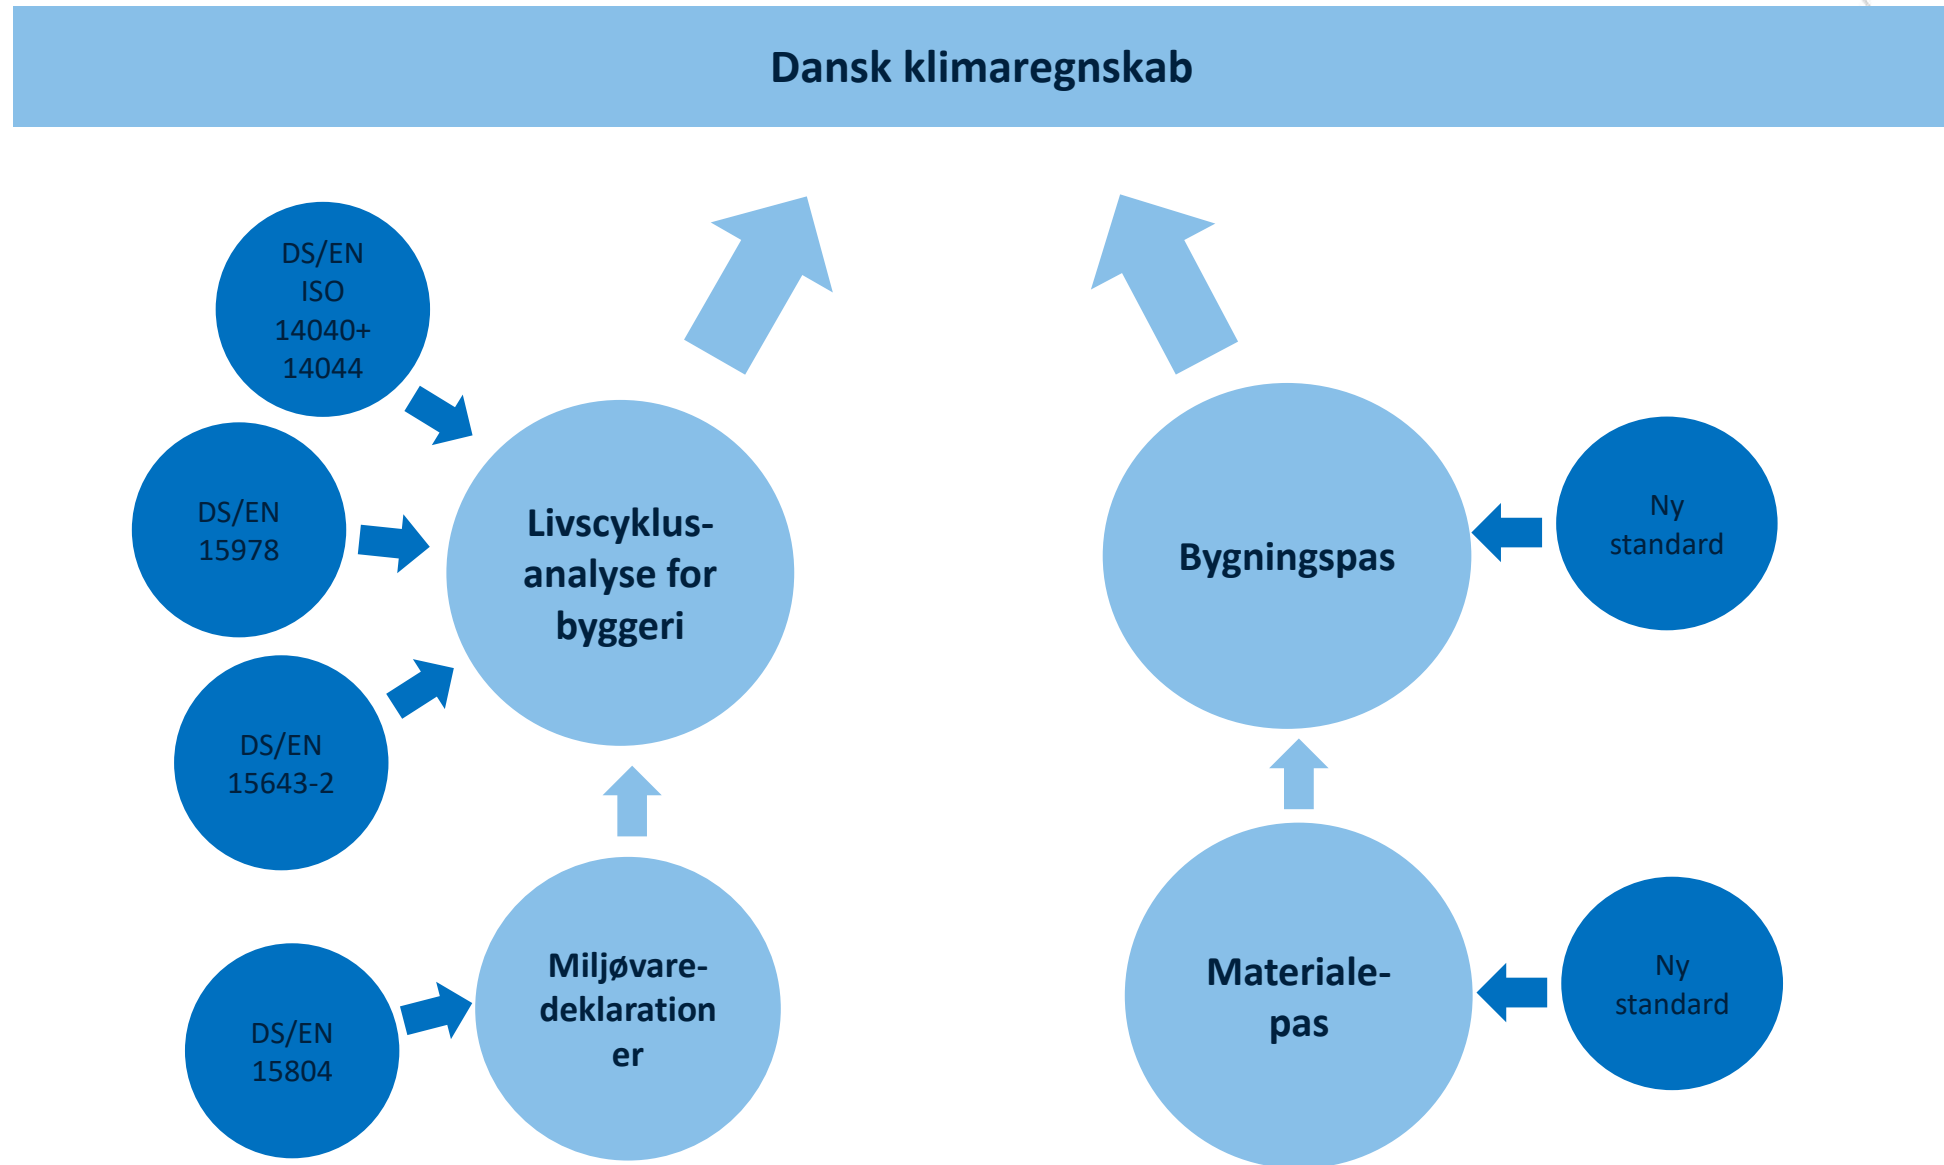 Dansk klimaregnskab
DS/EN
ISO
14040+
14044
DS/EN
15978
DS/EN
15643-2
DS/EN
15804
Livscyklus-
analyse for
byggeri
Miljøvare-
deklaration
er
Bygningspas
Materiale-
pas
Ny
standard
Ny
standard